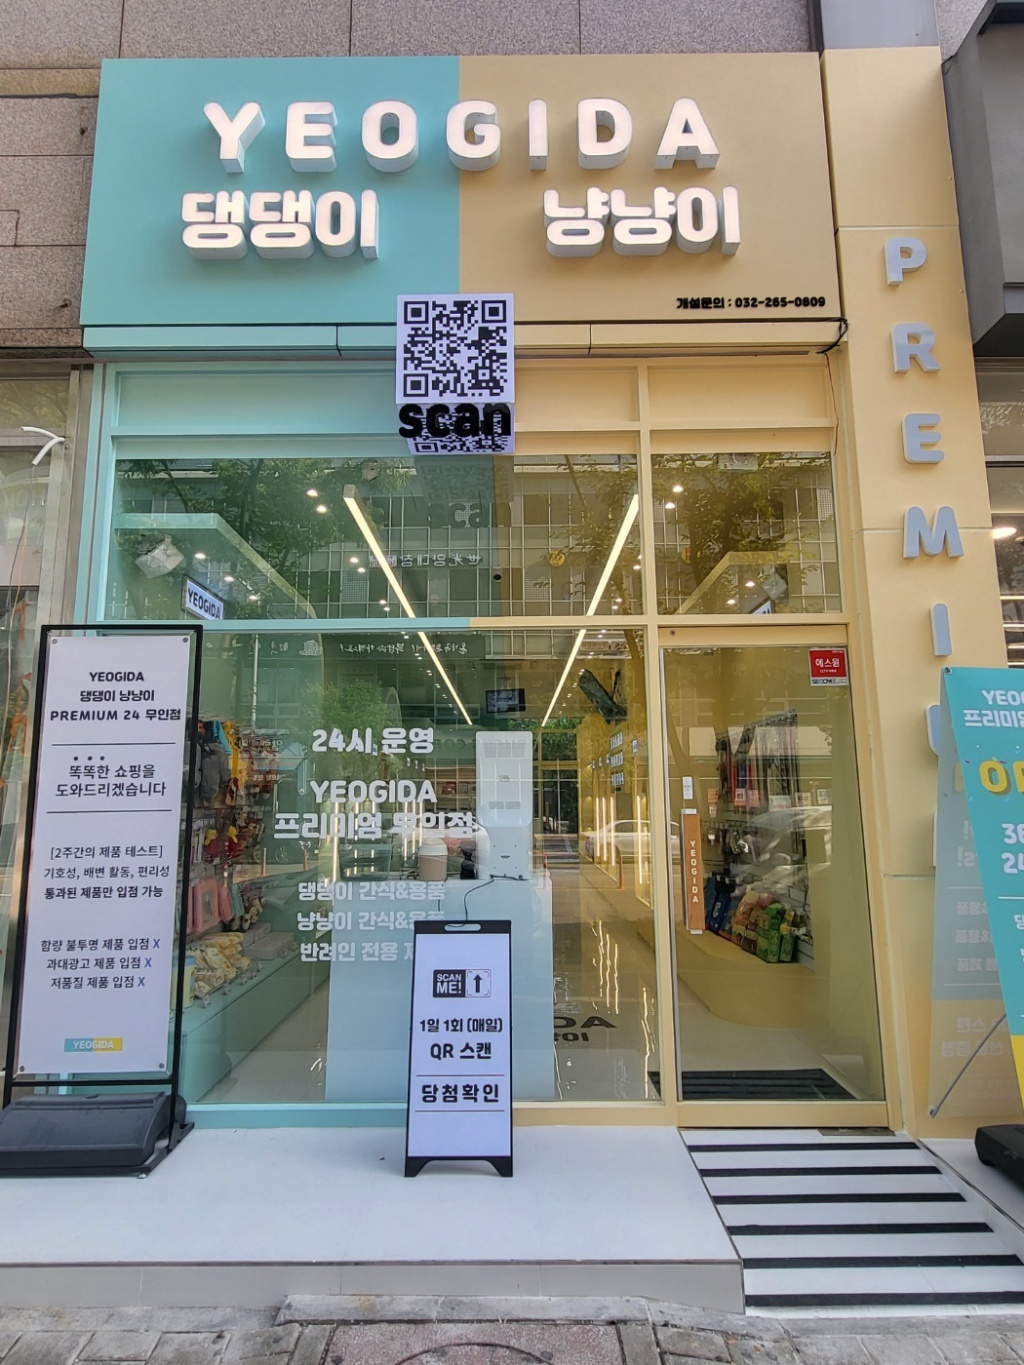 YEOGIDA
댕댕이 냥냥이
개설문의 : 032-265-0809
scan
PREMI
YEOGIDA
에스원
SECOM
YEOGIDA
댕댕이 냥냥이
PREMIUM 24 무인점
똑똑한 쇼핑을
도와드리겠습니다
[2주간의 제품 테스트]
기호성, 배변 활동, 편리성
통과된 제품만 입점 가능
함량 불투명 제품 입점 X
과대광고 제품 입점 X
저품질 제품 입점 X
YEOGIDA
24시 운영
YEOGIDA
프리미엄 무인점
댕댕이 간식&용품
냥냥이 간식&용품
반려인 전용
YEOGIDA
SCAN
ME!
1일 1회 (매일)
QR 스캔
당첨확인